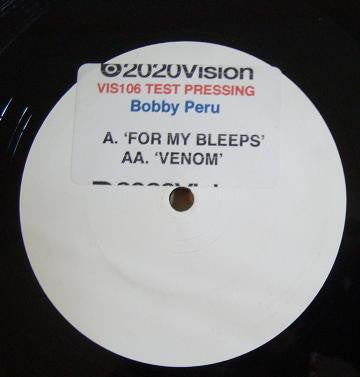 2020Vision
VIS106 TEST PRESSING
Bobby Peru
A. 'FOR MY BLEEPS'
AA. 'VENOM'